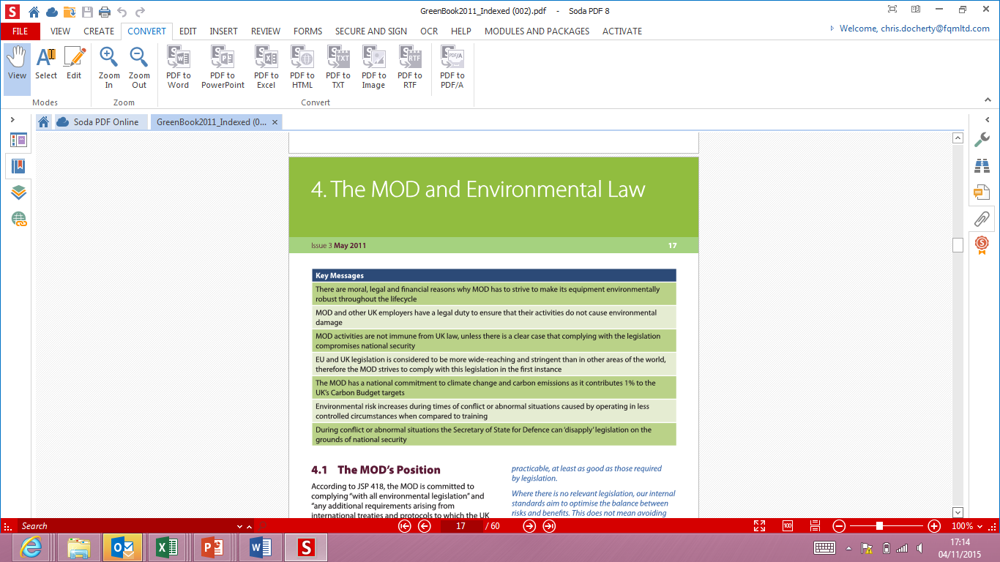 GreenBook2011_Indexed (002).pdf - Soda PDF 8
FILE VIEW CREATE CONVERT EDIT INSERT REVIEW FORMS SECURE AND SIGN OCR HELP MODULES AND PACKAGES ACTIVATE
Welcome, chris.docherty@fqmltd.com
View Select Edit Zoom In Zoom Out PDF to Word PDF to PowerPoint PDF to Excel PDF to HTML PDF to TXT PDF to Image PDF to RTF PDF to PDF/A
Modes Zoom Convert
Soda PDF Online GreenBook2011_Indexed (0...
4. The MOD and Environmental Law
Issue 3 May 2011 17
Key Messages
There are moral, legal and financial reasons why MOD has to strive to make its equipment environmentally
robust throughout the lifecycle
MOD and other UK employers have a legal duty to ensure that their activities do not cause environmental
damage
MOD activities are not immune from UK law, unless there is a clear case that complying with the legislation
compromises national security
EU and UK legislation is considered to be more wide-reaching and stringent than in other areas of the world,
therefore the MOD strives to comply with this legislation in the first instance
The MOD has a national commitment to climate change and carbon emissions as it contributes 1% to the
UK's Carbon Budget targets
Environmental risk increases during times of conflict or abnormal situations caused by operating in less
controlled circumstances when compared to training
During conflict or abnormal situations the Secretary of State for Defence can 'disapply' legislation on the
grounds of national security
4.1 The MOD's Position
According to JSP 418, the MOD is committed to
complying "with all environmental legislation" and
"any additional requirements arising from
international treaties and protocols to which the UK
practicable, at least as good as those required
by legislation.
Where there is no relevant legislation, our internal
standards aim to optimise the balance between
risks and benefits. This does not mean avoiding
Search 17 / 60 100%
17:14
04/11/2015